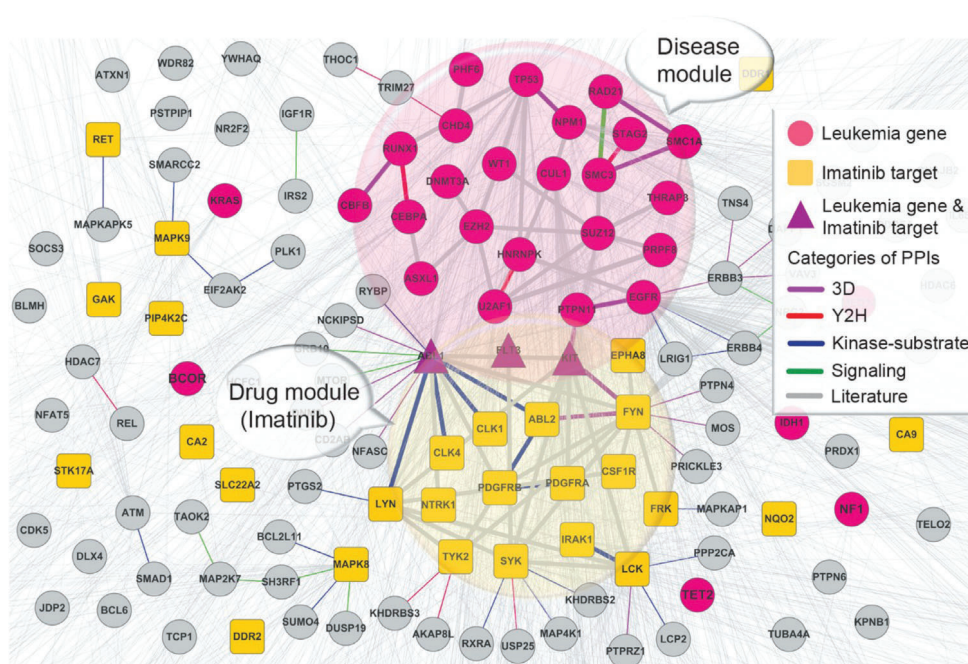 Disease
module
Leukemia gene
Imatinib target
Leukemia gene &
Imatinib target
Categories of PPIs
3D
Y2H
Kinase-substrate
Signaling
Literature
Drug module
(Imatinib)
ATXN1
WDR82
YWHAQ
THOC1
PHF6
TP53
RAD21
TRIM27
PSTPIP1
IGF1R
NR2F2
CHD4
NPM1
STAG2
SMC1A
RET
RUNX1
SMARCC2
WT1
CUL1
SMC3
KRAS
IRS2
DNMT3A
THRAP3
TNS4
CBFB
CEBPA
MAPKAPK5
SOCS3
MAPK9
PLK1
EZH2
SUZ12
PRPF8
HNRNPK
ASXL1
ERBB3
EIF2AK2
BLMH
GAK
PIP4K2C
RYBP
U2AF1
PTPN11
EGFR
NCKIPSD
HDAC7
FLT3
KIT
EPHA8
LRIG1
ERBB4
BCOR
PTPN4
NFAT5
REL
CLK1
ABL2
FYN
MOS
IDH1
CA9
CA2
NFASC
CLK4
PRDX1
STK17A
SLC22A2
PTGS2
LYN
NTRK1
PDGFRB
PDGFRA
CSF1R
PRICKLE3
FRK
MAPKAP1
NQO2
NF1
CDK5
ATM
TAOK2
BCL2L11
IRAK1
TELO2
DLX4
SMAD1
MAP2K7
SH3RF1
MAPK8
TYK2
SYK
LCK
PPP2CA
PTPN6
JDP2
BCL6
SUMO4
DUSP19
KHDRBS3
KHDRBS2
TET2
TCP1
DDR2
AKAP8L
RXRA
USP25
MAP4K1
PTPRZ1
LCP2
TUBA4A
KPNB1